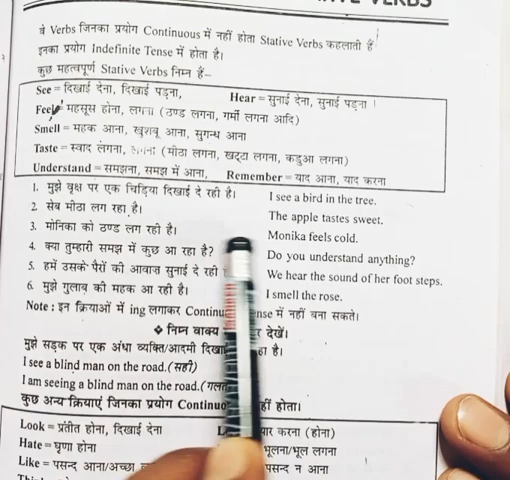 VERBS
वे Verbs जिनका प्रयोग Continuous में नहीं होता Stative Verbs कहलाती हैं
इनका प्रयोग Indefinite Tense में होता है।
कुछ महत्वपूर्ण Stative Verbs निम्न हैं–
See = दिखाई देना, दिखाई पड़ना, Hear = सुनाई देना, सुनाई पड़ना ।
Feel = महसूस होना, लगना (ठण्ड लगना, गर्मी लगना आदि)
Smell = महक आना, खुशबू आना, सुगन्ध आना
Taste = स्वाद लगना, लगना (मीठा लगना, खट्टा लगना, कड़ुआ लगना)
Understand = समझना, समझ में आना, Remember = याद आना, याद करना
1. मुझे वृक्ष पर एक चिड़िया दिखाई दे रही है। I see a bird in the tree.
2. सेब मीठा लग रहा है। The apple tastes sweet.
3. मोनिका को ठण्ड लग रही है। Monika feels cold.
4. क्या तुम्हारी समझ में कुछ आ रहा है? Do you understand anything?
5. हमें उसके पैरों की आवाज सुनाई दे रही We hear the sound of her foot steps.
6. मुझे गुलाब की महक आ रही है। I smell the rose.
Note : इन क्रियाओं में ing लगाकर Continu ense में नहीं बना सकते।
❖ निम्न वाक्य र देखें।
मुझे सड़क पर एक अंधा व्यक्ति/आदमी दिखा हा है।
I see a blind man on the road.(सही)
I am seeing a blind man on the road.(गलत
कुछ अन्य क्रियाएं जिनका प्रयोग Continuo हीं होता।
Look = प्रतीत होना, दिखाई देना L यार करना (होना)
Hate = घृणा होना भूलना/भूल लगना
Like = पसन्द आना/अच्छा पसन्द न आना